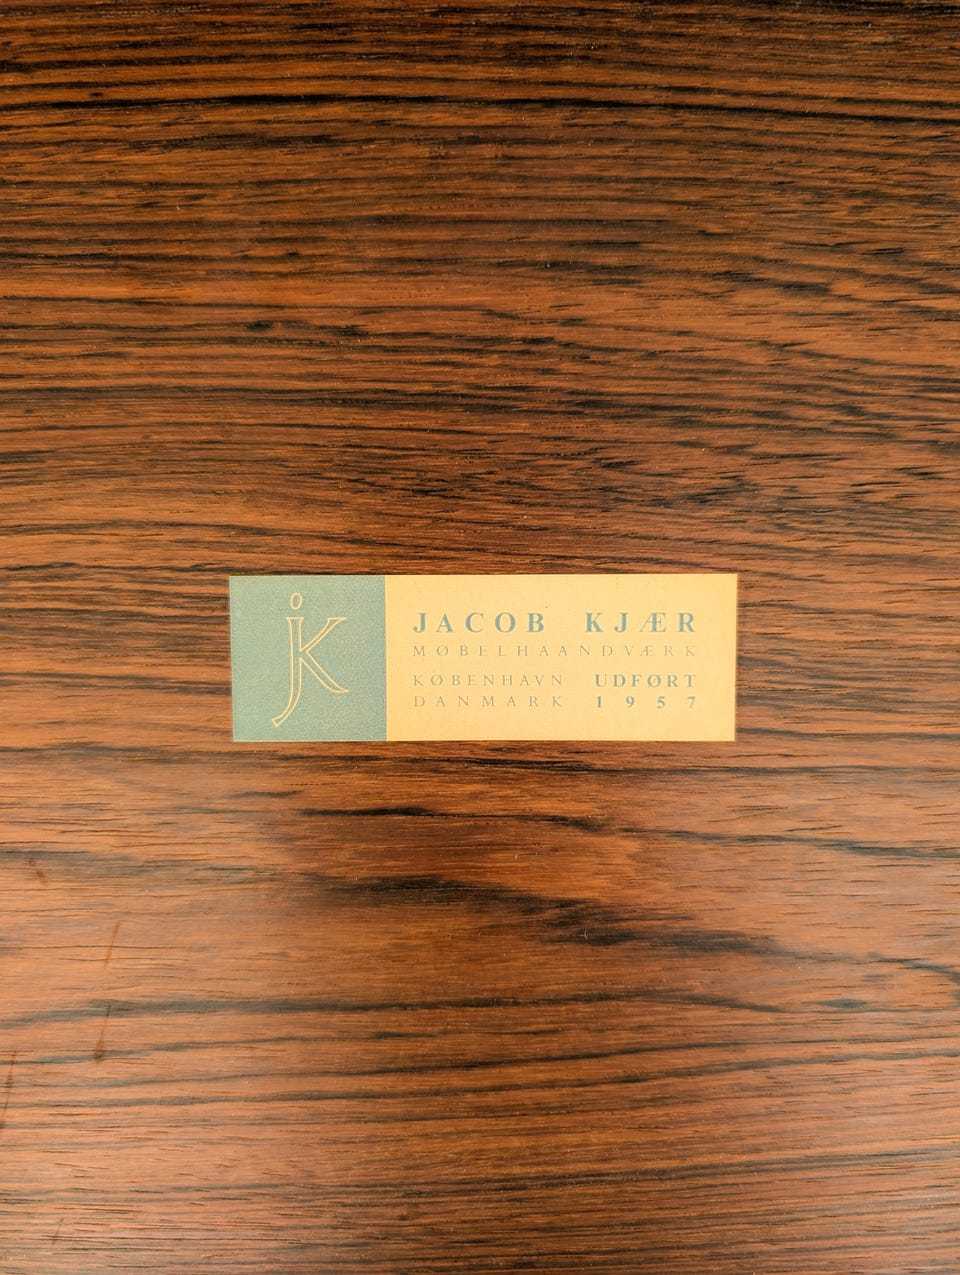 jK
JACOB KJÆR
MØBELHAANDVÆRK
KØBENHAVN UDFØRT
DANMARK 1957